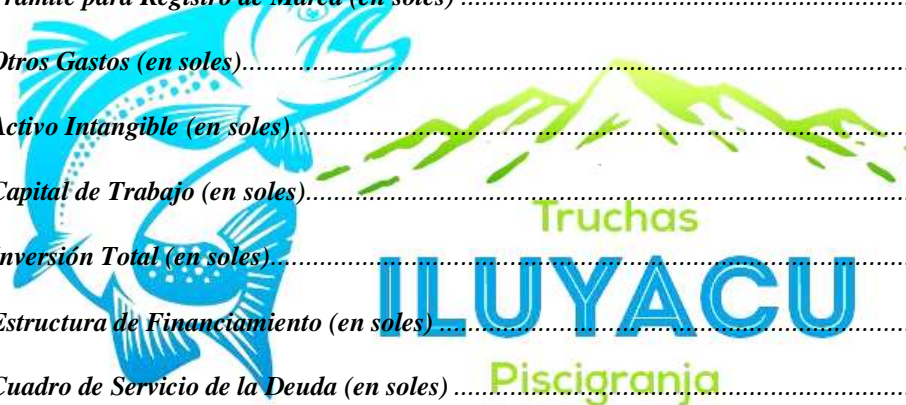 Trámite para Registro de Marca (en soles)
Otros Gastos (en soles)
Activo Intangible (en soles)
Capital de Trabajo (en soles)
Truchas
Inversión Total (en soles)
ILUYACU
Estructura de Financiamiento (en soles)
Cuadro de Servicio de la Deuda (en soles)
Piscigranja